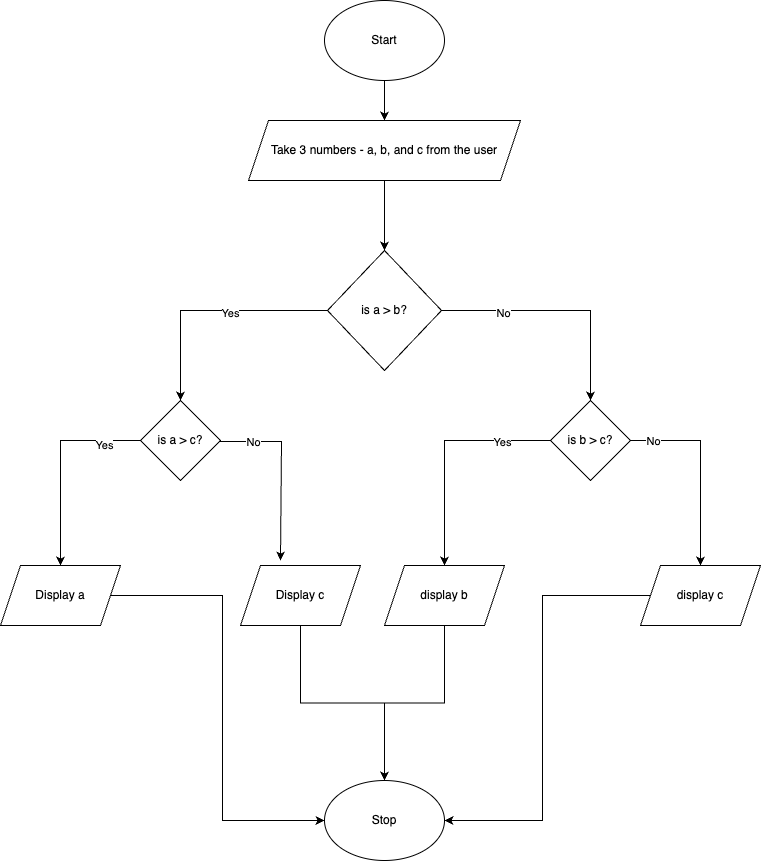 Start
Take 3 numbers - a, b, and c from the user
is a > b?
Yes
No
is a > c?
is b > c?
Yes
No
Yes
No
Display a
Display c
display b
display c
Stop